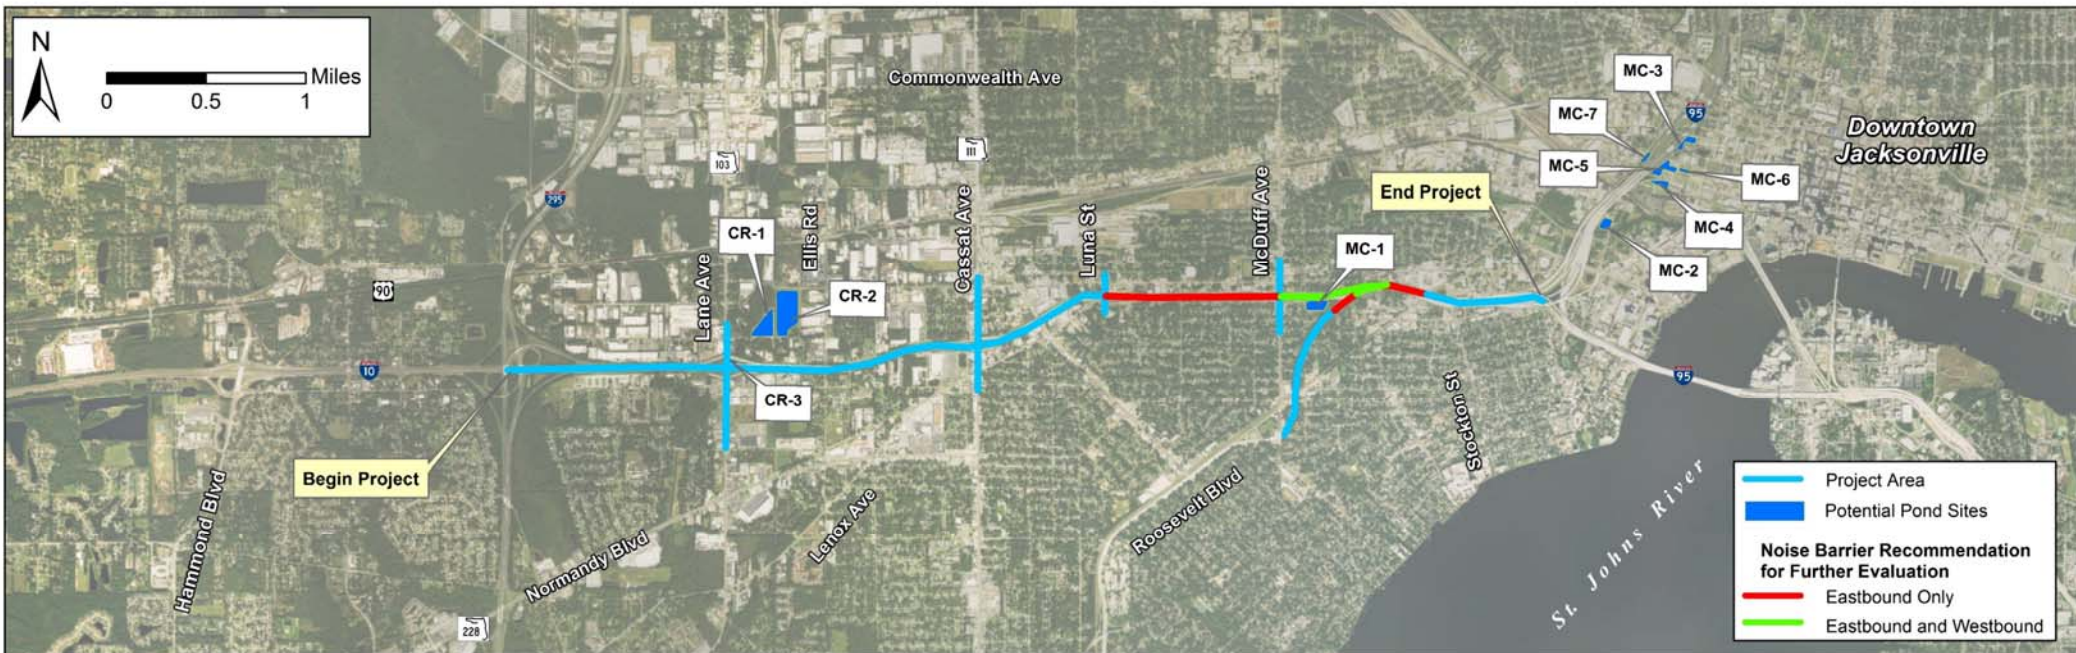 N
Miles
0 0.5 1
Commonwealth Ave
MC-3
95
MC-7
Downtown
Jacksonville
111
103
MC-5
End Project
MC-6
295
CR-1
Ellis Rd
Cassat Ave
Luna St
McDuff Ave
MC-1
MC-4
MC-2
90
Lane Ave
CR-2
10
CR-3
95
Begin Project
Hammond Blvd
Normandy Blvd
Lenox Ave
Roosevelt Blvd
Stockton St
St. Johns River
228
Project Area
Potential Pond Sites
Noise Barrier Recommendation
for Further Evaluation
Eastbound Only
Eastbound and Westbound